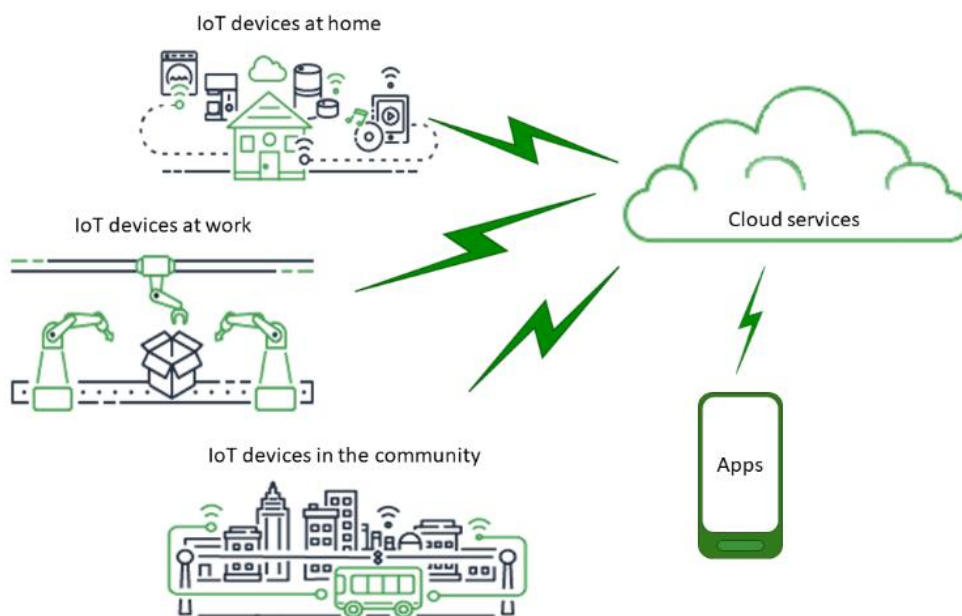 IoT devices at home
IoT devices at work
Cloud services
IoT devices in the community
Apps